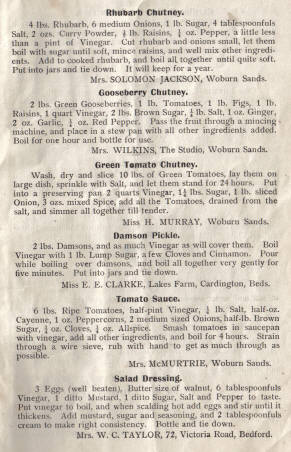 Rhubarb Chutney.
4 lbs. Rhubarb, 6 medium Onions, 1 lb. Sugar, 4 tablespoonfuls
Salt, 2 ozs. Curry Powder, ½ lb. Raisins, ½ oz. Pepper, a little less
than a pint of Vinegar. Cut rhubarb and onions small, let them
boil with sugar until soft, mince raisins, and well mix other ingredi-
ents. Add to cooked rhubarb, and boil all together until quite soft.
Put into jars and tie down. It will keep for a year.
Mrs. SOLOMON JACKSON, Woburn Sands.
Gooseberry Chutney.
2 lbs. Green Gooseberries, 1 lb. Tomatoes, 1 lb. Figs, 1 lb.
Raisins, 1 quart Vinegar, 2 lbs. Brown Sugar, lb. Salt, 1 oz. Ginger,
2 oz. Garlic, oz. Red Pepper. Pass the fruit through a mincing
machine, and place in a stew pan with all other ingredients added.
Boil for one hour and bottle for use.
Mrs. WILKINS, The Studio, Woburn Sands.
Green Tomato Chutney.
Wash, dry and slice 10 lbs. of Green Tomatoes, lay them on
large dish, sprinkle with Salt, and let them stand for 24 hours. Put
into a preserving pan 2 quarts Vinegar, lbs. Sugar, lb. sliced
Onion, 3 ozs. mixed Spice, add all the Tomatoes, drained from the
salt, and simmer all together till tender.
Miss H. MURRAY, Woburn Sands.
Damson Pickle.
2 lbs. Damsons, and as much Vinegar as will cover them. Boil
Vinegar with 1 lb. Lump Sugar, a few Cloves and Cinnamon. Pour
while boiling over damsons, and boil all together very gently for
five minutes. Put into jars and tie down.
Miss E. E. CLARKE, Lakes Farm, Cardington, Beds.
Tomato Sauce.
6 lbs. Ripe Tomatoes, half-pint Vinegar, lb. Salt, half-oz.
Cayenne, 1 oz. Peppercorns, 2 medium sized Onions, half-lb. Brown
Sugar, oz. Cloves, oz. Allspice. Smash tomatoes in saucepan
with vinegar, add all other ingredients, and boil for 4 hours. Strain
through a wire sieve, rub with hand to get as much through as
possible.
Mrs. McMURTRIE, Woburn Sands.
Salad Dressing.
3 Eggs (well beaten), Butter size of walnut, 6 tablespoonfuls
Vinegar, 1 ditto Mustard, 1 ditto Sugar, Salt and Pepper to taste.
Put vinegar to boil, and when scalding hot add eggs and stir until it
thickens. Add mustard, sugar and seasoning, and 2 tablespoonfuls
cream to make right consistency. Bottle and tie down.
Mrs. W. C. TAYLOR, 72, Victoria Road, Bedford.